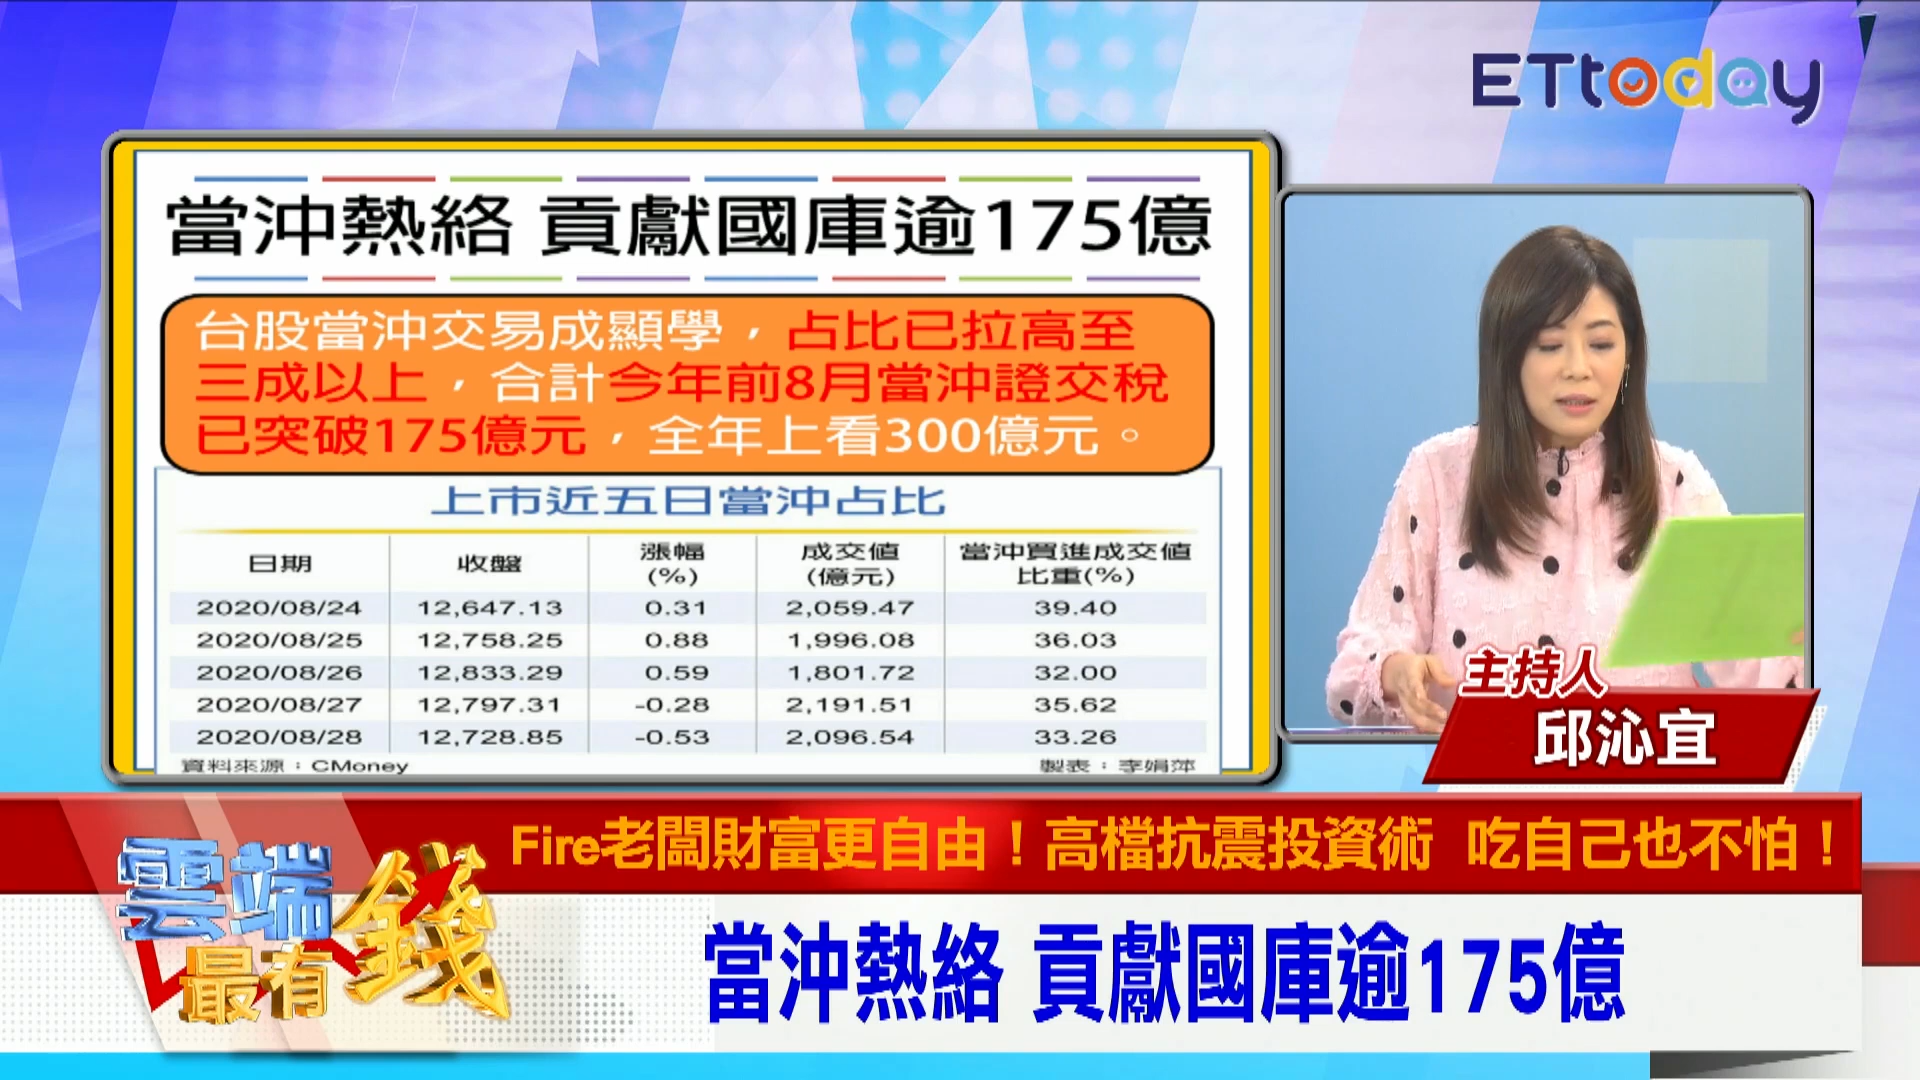 ETtoday
當沖熱絡 貢獻國庫逾175億
台股當沖交易成顯學，占比已拉高至
三成以上，合計今年前8月當沖證交稅
已突破175億元，全年上看300億元。
上市近五日當沖占比
日期 收盤 漲幅(%) 成交值(億元) 當沖買進成交值比重(%)
2020/08/24 12,647.13 0.31 2,059.47 39.40
2020/08/25 12,758.25 0.88 1,996.08 36.03
2020/08/26 12,833.29 0.59 1,801.72 32.00
2020/08/27 12,797.31 -0.28 2,191.51 35.62
2020/08/28 12,728.85 -0.53 2,096.54 33.26
資料來源：CMoney 製表：李娟萍
主持人
邱沁宜
Fire老闆財富更自由！高檔抗震投資術 吃自己也不怕！
雲端
最有錢
當沖熱絡 貢獻國庫逾175億